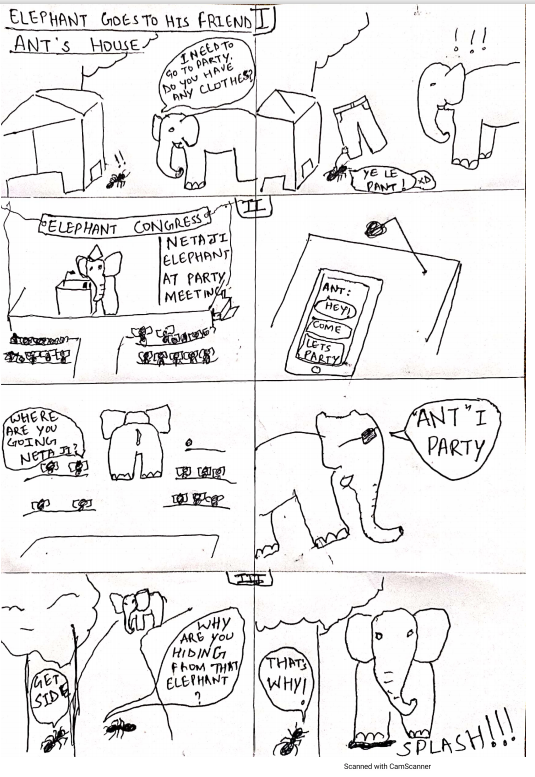 ELEPHANT GOES TO HIS FRIEND
I
ANT'S HOUSE
I NEED TO
GO TO PARTY.
DO YOU HAVE
ANY CLOTHES?
!!
!!!
YE LE
PANT!
XD
II
ELEPHANT CONGRESS
NETAJI
ELEPHANT
AT PARTY
MEETING
ANT:
HEY!
COME
LETS
PARTY
WHERE
ARE YOU
GOING
NETAJI?
"ANT" I
PARTY
III
GET
SIDE
WHY
ARE YOU
HIDING
FROM THAT
ELEPHANT
?
THATS
WHY!
SPLASH!!!
Scanned with CamScanner